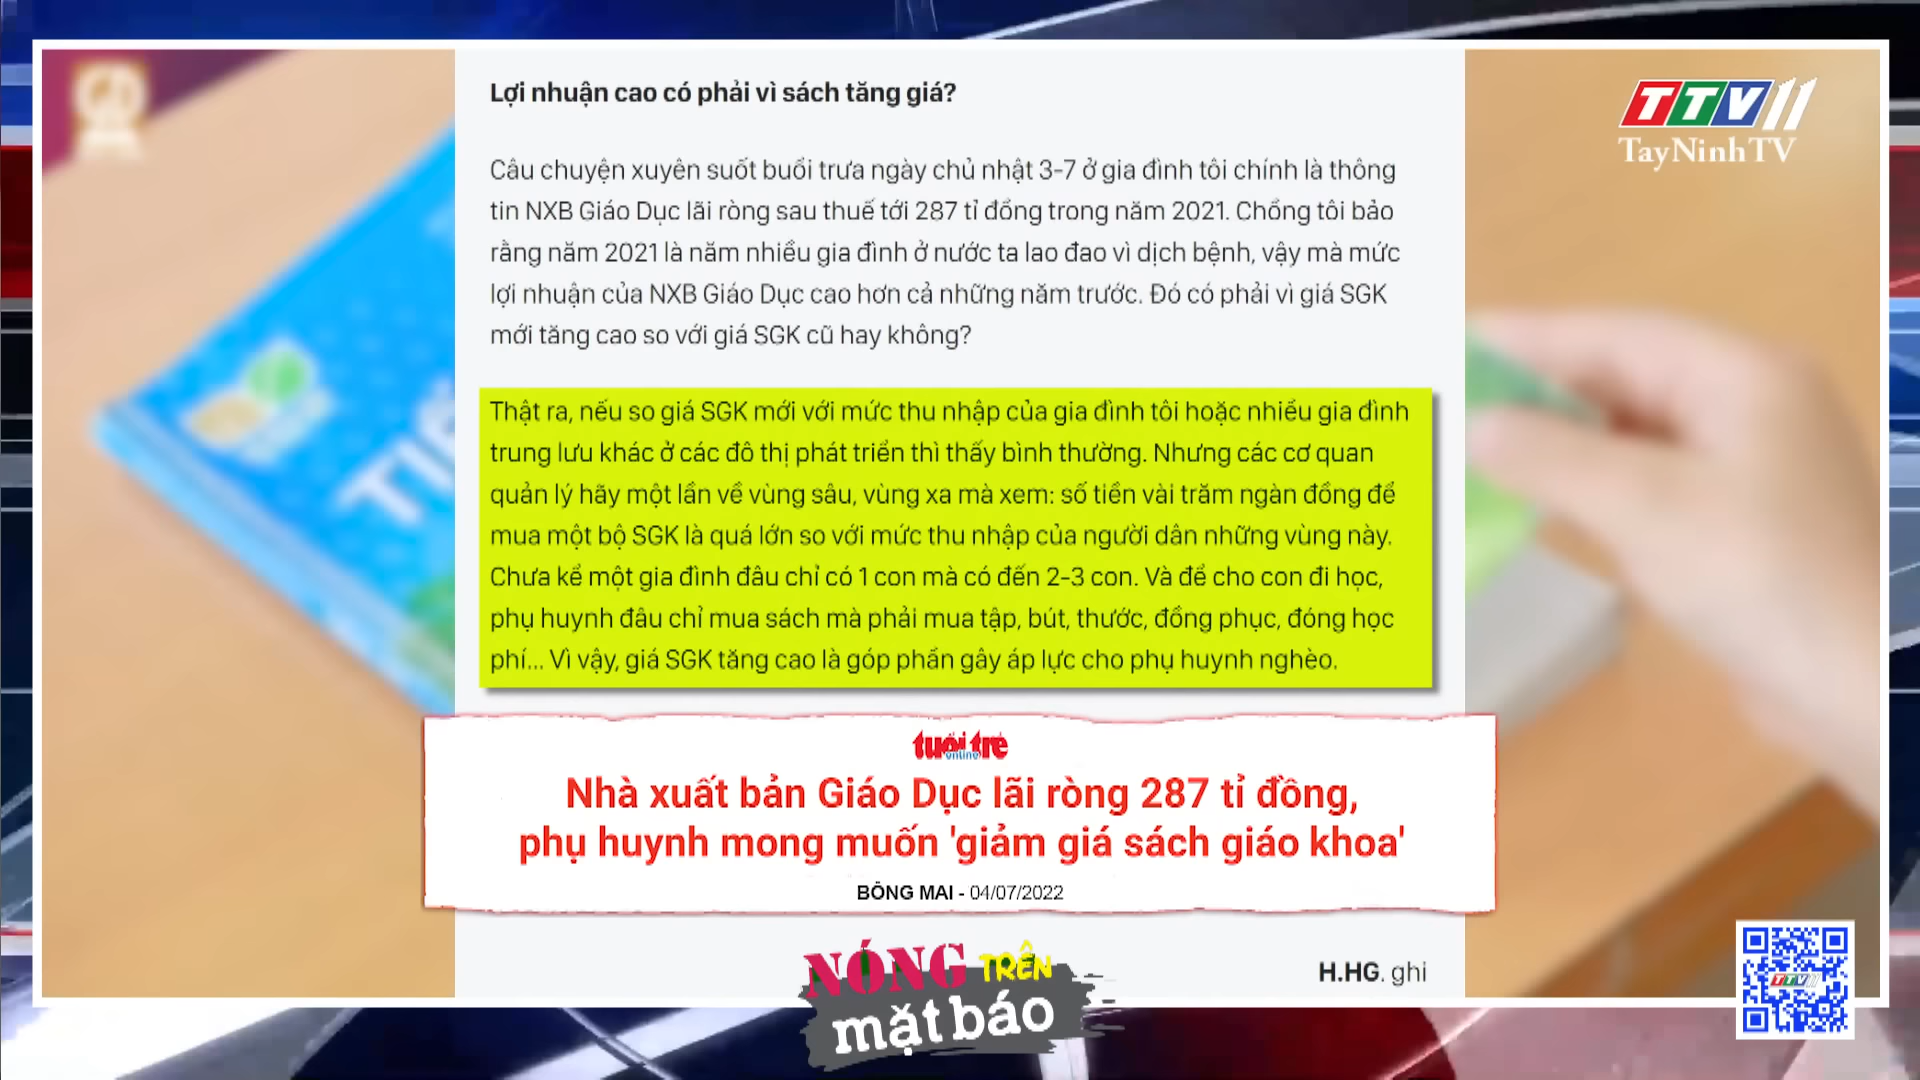 Lợi nhuận cao có phải vì sách tăng giá?
TTV11
TayNinhTV
Câu chuyện xuyên suốt buổi trưa ngày chủ nhật 3-7 ở gia đình tôi chính là thông
tin NXB Giáo Dục lãi ròng sau thuế tới 287 tỉ đồng trong năm 2021. Chồng tôi bảo
rằng năm 2021 là năm nhiều gia đình ở nước ta lao đao vì dịch bệnh, vậy mà mức
lợi nhuận của NXB Giáo Dục cao hơn cả những năm trước. Đó có phải vì giá SGK
mới tăng cao so với giá SGK cũ hay không?
Thật ra, nếu so giá SGK mới với mức thu nhập của gia đình tôi hoặc nhiều gia đình
trung lưu khác ở các đô thị phát triển thì thấy bình thường. Nhưng các cơ quan
quản lý hãy một lần về vùng sâu, vùng xa mà xem: số tiền vài trăm ngàn đồng để
mua một bộ SGK là quá lớn so với mức thu nhập của người dân những vùng này.
Chưa kể một gia đình đâu chỉ có 1 con mà có đến 2-3 con. Và để cho con đi học,
phụ huynh đâu chỉ mua sách mà phải mua tập, bút, thước, đồng phục, đóng học
phí... Vì vậy, giá SGK tăng cao là góp phần gây áp lực cho phụ huynh nghèo.
tuổi trẻ
online
Nhà xuất bản Giáo Dục lãi ròng 287 tỉ đồng,
phụ huynh mong muốn 'giảm giá sách giáo khoa'
BÔNG MAI - 04/07/2022
H.HG. ghi
NÓNG TRÊN
mặt báo
TTV11